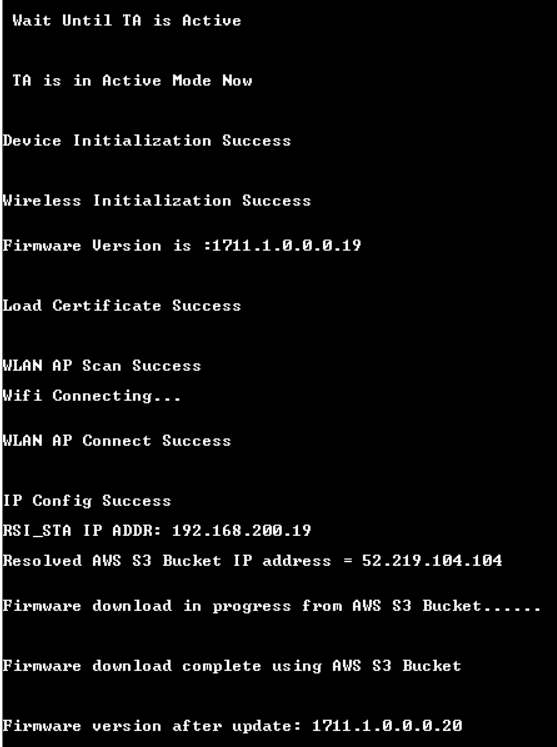 Wait Until TA is Active
TA is in Active Mode Now
Device Initialization Success
Wireless Initialization Success
Firmware Version is :1711.1.0.0.0.19
Load Certificate Success
WLAN AP Scan Success
Wifi Connecting...
WLAN AP Connect Success
IP Config Success
RSI_STA IP ADDR: 192.168.200.19
Resolved AWS S3 Bucket IP address = 52.219.104.104
Firmware download in progress from AWS S3 Bucket......
Firmware download complete using AWS S3 Bucket
Firmware version after update: 1711.1.0.0.0.20